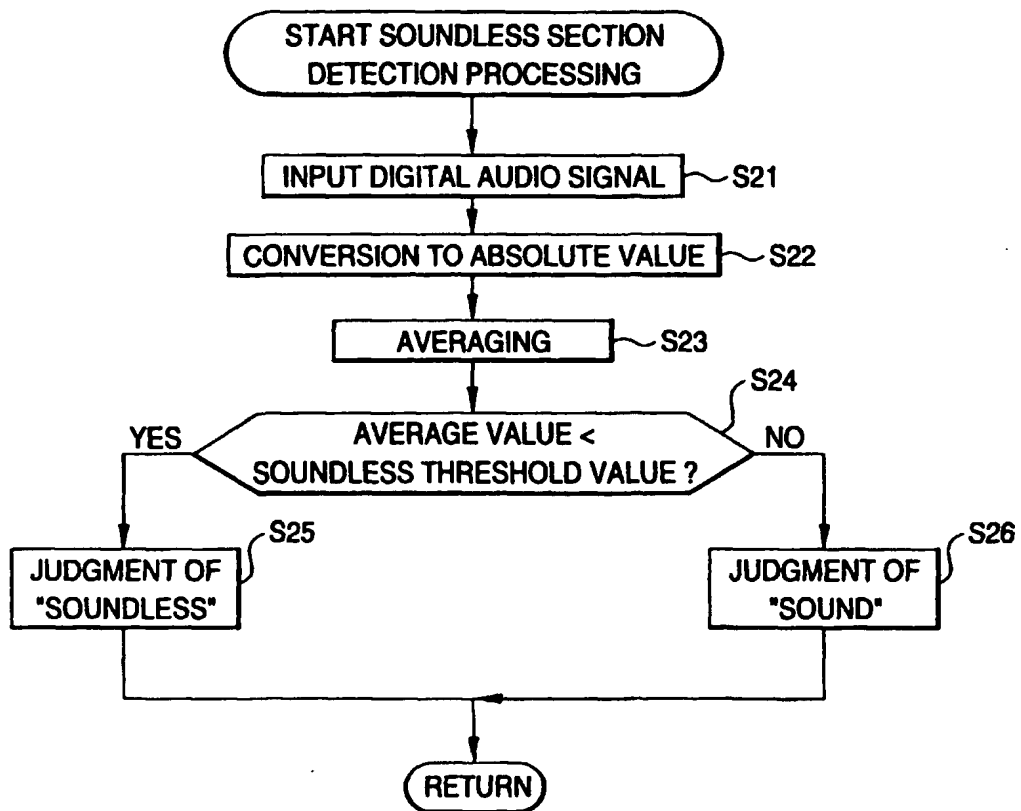 START SOUNDLESS SECTION
DETECTION PROCESSING
INPUT DIGITAL AUDIO SIGNAL
S21
CONVERSION TO ABSOLUTE VALUE
S22
AVERAGING
S23
S24
YES
AVERAGE VALUE <
SOUNDLESS THRESHOLD VALUE ?
NO
S25
JUDGMENT OF
"SOUNDLESS"
S26
JUDGMENT OF
"SOUND"
RETURN